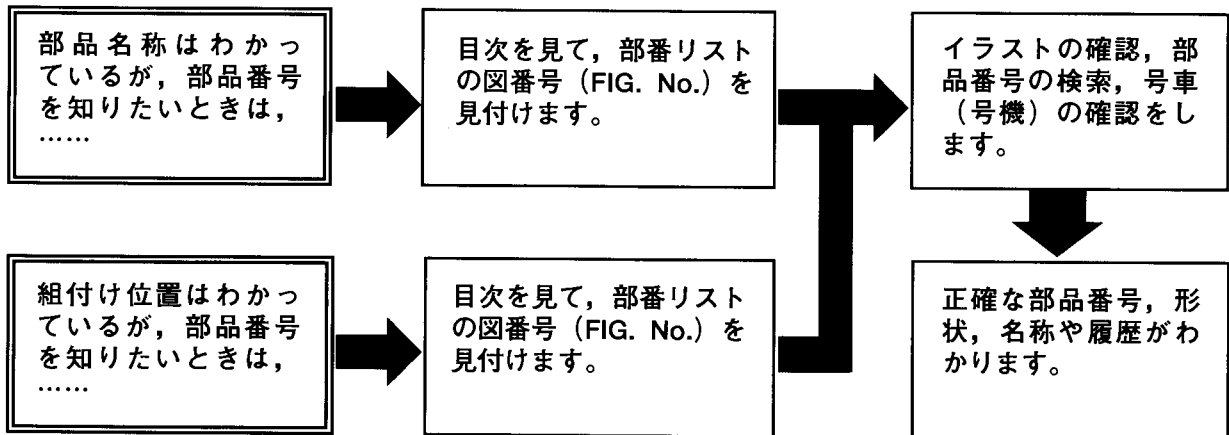 部品名称はわかっ
ているが，部品番号
を知りたいときは，
……
目次を見て，部番リスト
の図番号（FIG. No.）を
見付けます。
イラストの確認，部
品番号の検索，号車
（号機）の確認をし
ます。
組付け位置はわかっ
ているが，部品番号
を知りたいときは，
……
目次を見て，部番リスト
の図番号（FIG. No.）を
見付けます。
正確な部品番号，形
状，名称や履歴がわ
かります。